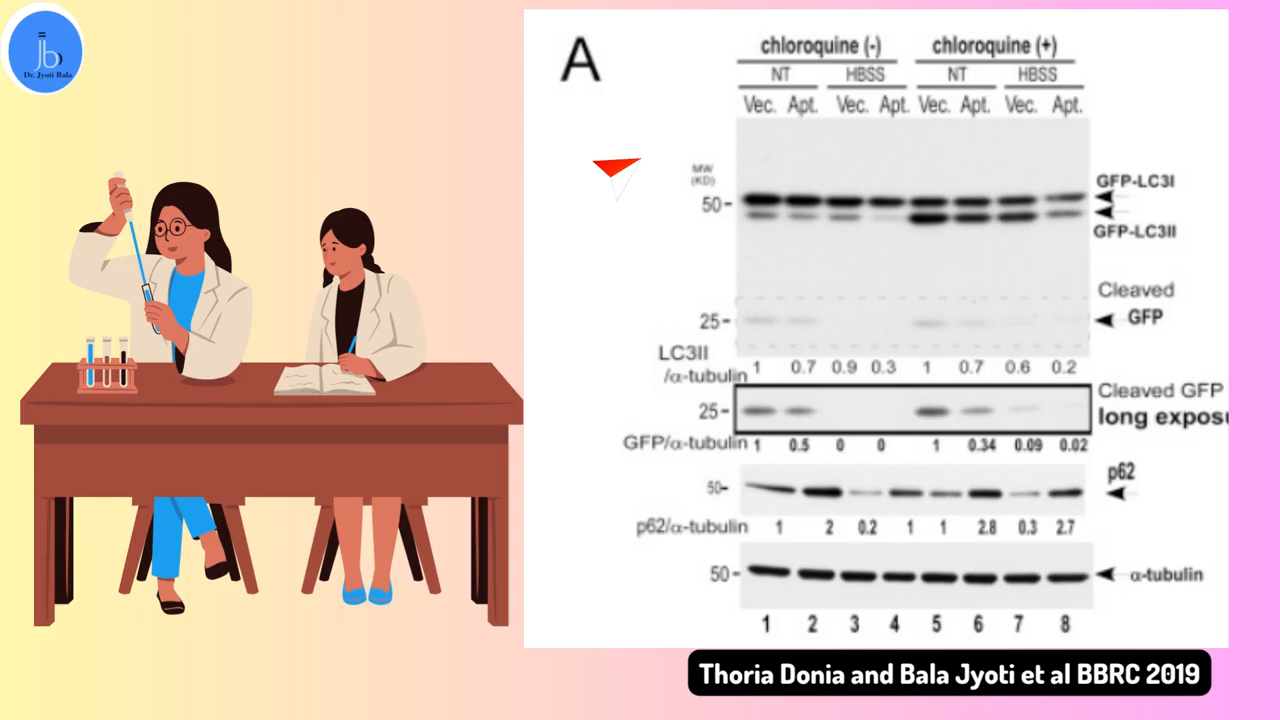 jb
Dr. Jyoti Bala
A
chloroquine (-) chloroquine (+)
NT HBSS NT HBSS
Vec. Apt. Vec. Apt. Vec. Apt. Vec. Apt.
MW
(KD)
50
GFP-LC3I
GFP-LC3II
Cleaved
25 GFP
LC3II
/α-tubulin 1 0.7 0.9 0.3 1 0.7 0.6 0.2
Cleaved GFP
25 long exposu
GFP/α-tubulin 1 0.5 0 0 1 0.34 0.09 0.02
50 p62
p62/α-tubulin 1 2 0.2 1 1 2.8 0.3 2.7
50 α-tubulin
1 2 3 4 5 6 7 8
Thoria Donia and Bala Jyoti et al BBRC 2019